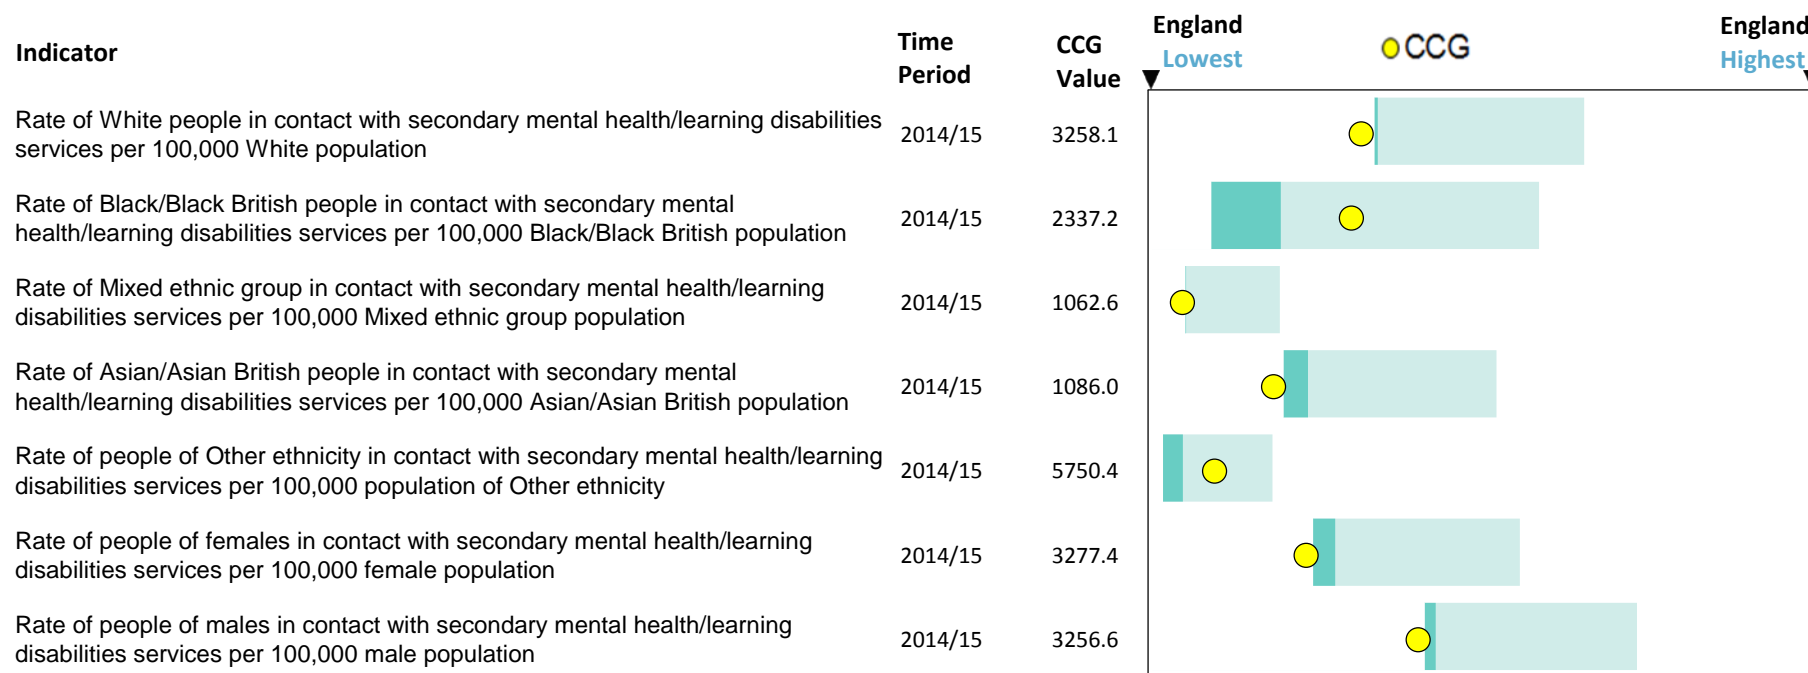 Indicator
Time
Period
CCG
Value
England
Lowest
CCG
England
Highest
Rate of White people in contact with secondary mental health/learning disabilities
services per 100,000 White population
2014/15
3258.1
Rate of Black/Black British people in contact with secondary mental
health/learning disabilities services per 100,000 Black/Black British population
2014/15
2337.2
Rate of Mixed ethnic group in contact with secondary mental health/learning
disabilities services per 100,000 Mixed ethnic group population
2014/15
1062.6
Rate of Asian/Asian British people in contact with secondary mental
health/learning disabilities services per 100,000 Asian/Asian British population
2014/15
1086.0
Rate of people of Other ethnicity in contact with secondary mental health/learning
disabilities services per 100,000 population of Other ethnicity
2014/15
5750.4
Rate of people of females in contact with secondary mental health/learning
disabilities services per 100,000 female population
2014/15
3277.4
Rate of people of males in contact with secondary mental health/learning
disabilities services per 100,000 male population
2014/15
3256.6